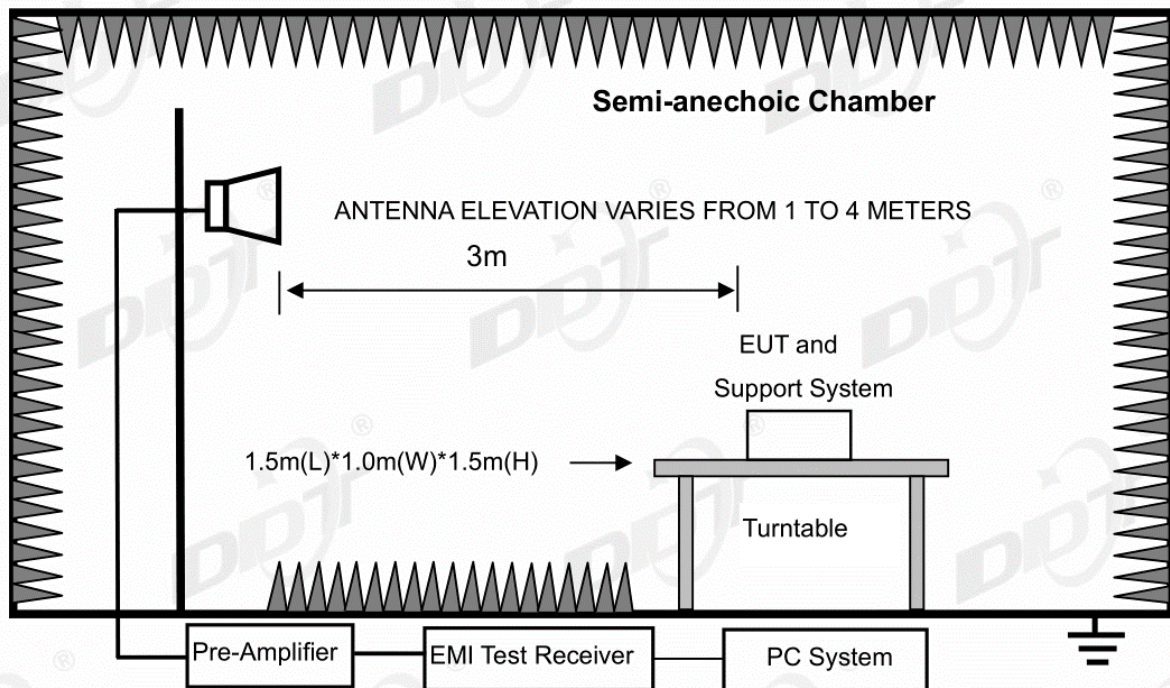 Semi-anechoic Chamber
ANTENNA ELEVATION VARIES FROM 1 TO 4 METERS
3m
EUT and
Support System
1.5m(L)*1.0m(W)*1.5m(H)
Turntable
Pre-Amplifier
EMI Test Receiver
PC System
DDT
®